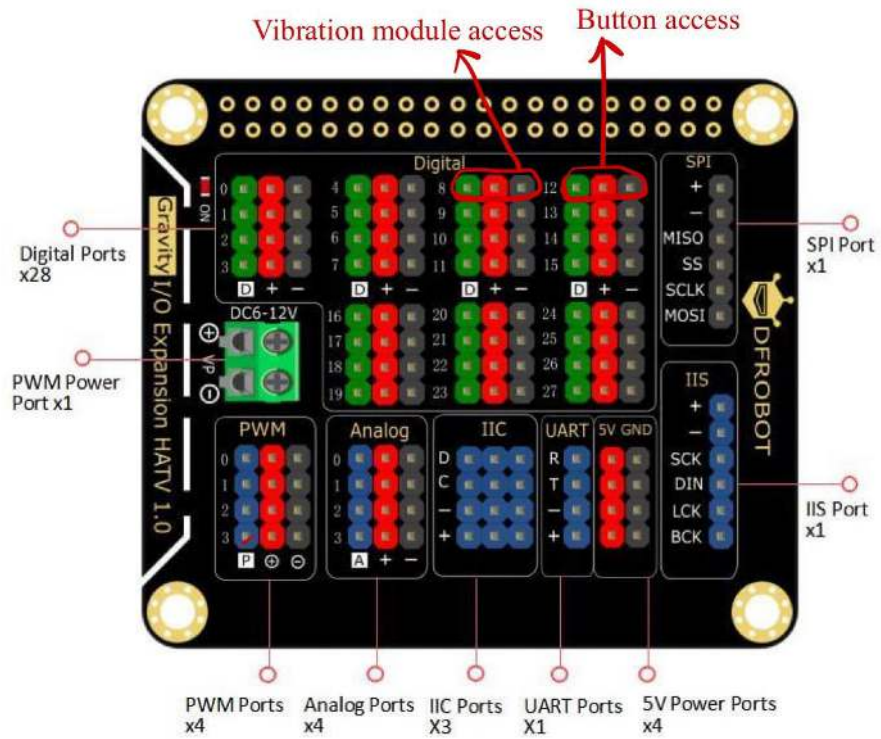 Vibration module access
Button access
Digital
SPI
0
1
2
3
ON
4
5
6
7
8
9
10
11
12
13
14
15
D + −
D + −
D + −
D + −
+
−
MISO
SS
SCLK
MOSI
Digital Ports
x28
SPI Port
x1
Gravity I/O Expansion HATV 1.0
DFROBOT
DC6-12V
+
VP
−
16
17
18
19
20
21
22
23
24
25
26
27
PWM Power
Port x1
PWM
0
1
2
3
P + −
Analog
0
1
2
3
A + −
IIC
D
C
−
+
UART
R
T
−
+
5V GND
IIS
+
−
SCK
DIN
LCK
BCK
IIS Port
x1
PWM Ports
x4
Analog Ports
x4
IIC Ports
X3
UART Ports
X1
5V Power Ports
x4